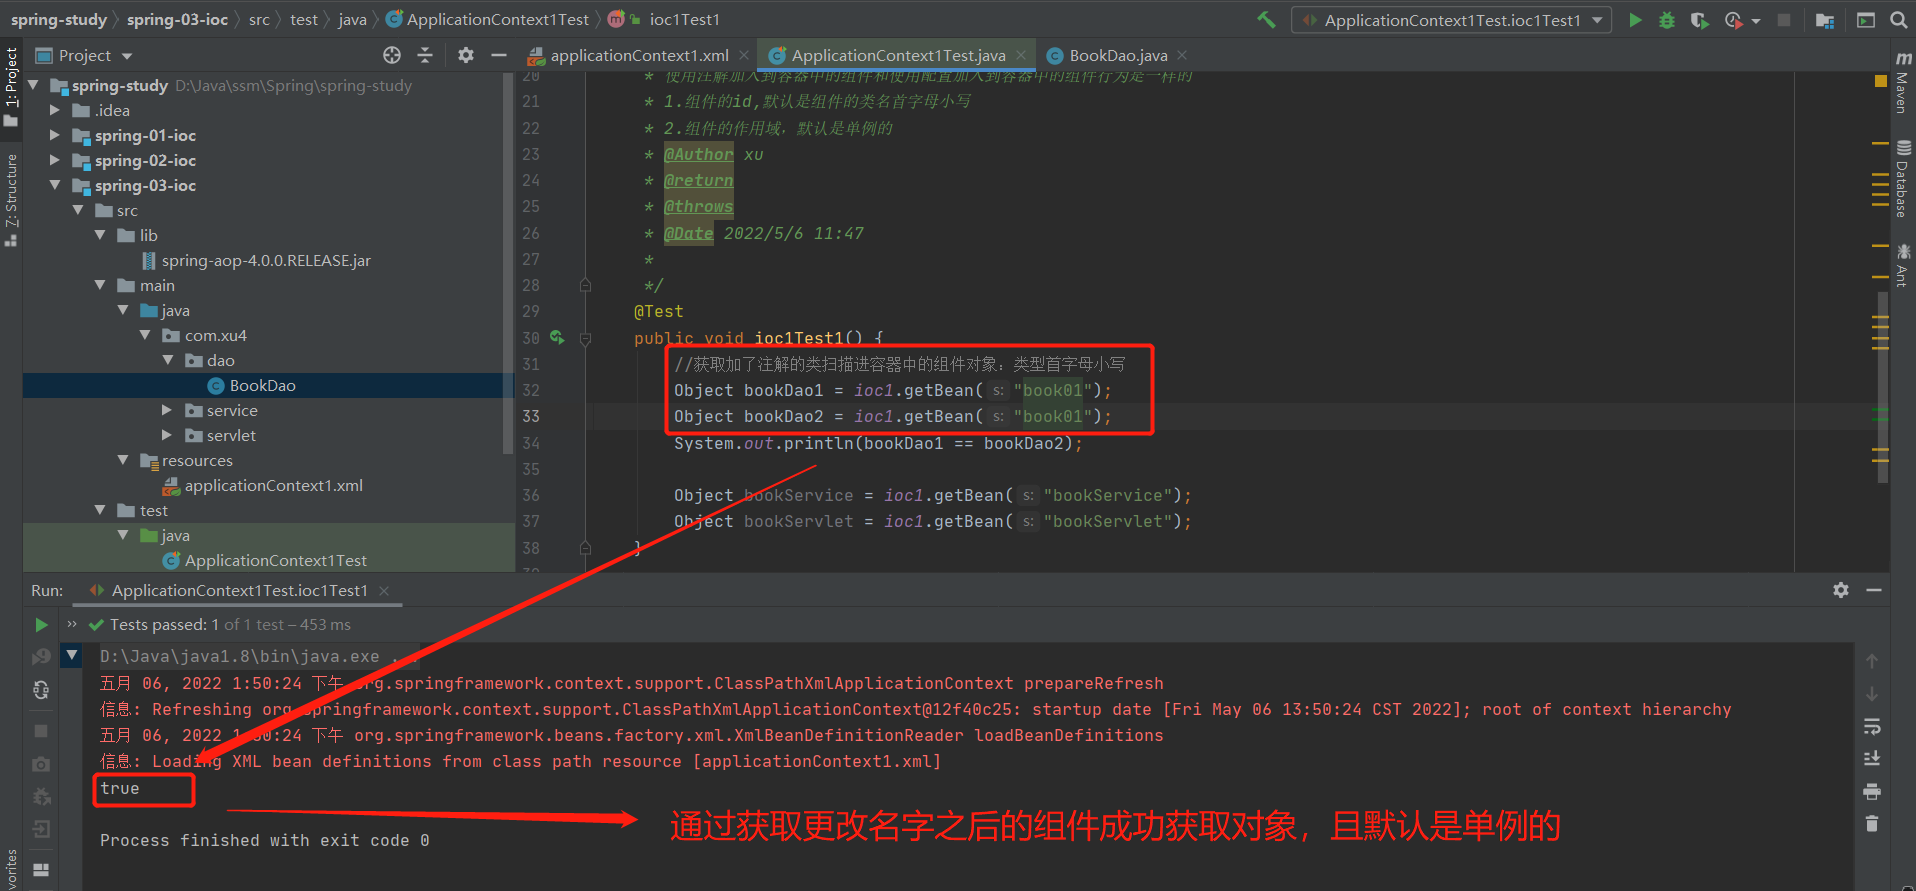 spring-study spring-03-ioc src test java ApplicationContext1Test ioc1Test1
ApplicationContext1Test.ioc1Test1
1: Project
Z: Structure
vorites
Project
spring-study D:\Java\ssm\Spring\spring-study
.idea
spring-01-ioc
spring-02-ioc
spring-03-ioc
src
lib
spring-aop-4.0.0.RELEASE.jar
main
java
com.xu4
dao
BookDao
service
servlet
resources
applicationContext1.xml
test
java
ApplicationContext1Test
applicationContext1.xml ApplicationContext1Test.java BookDao.java
20 * 使用注解加入到容器中的组件和使用配置加入到容器中的组件行为是一样的
21 * 1.组件的id,默认是组件的类名首字母小写
22 * 2.组件的作用域，默认是单例的
23 * @Author xu
24 * @return
25 * @throws
26 * @Date 2022/5/6 11:47
27 *
28 */
29 @Test
30 public void ioc1Test1() {
31 //获取加了注解的类扫描进容器中的组件对象：类型首字母小写
32 Object bookDao1 = ioc1.getBean( s: "book01");
33 Object bookDao2 = ioc1.getBean( s: "book01");
34 System.out.println(bookDao1 == bookDao2);
35
36 Object bookService = ioc1.getBean( s: "bookService");
37 Object bookServlet = ioc1.getBean( s: "bookServlet");
38 }
m Maven
Database
Ant
Run: ApplicationContext1Test.ioc1Test1
Tests passed: 1 of 1 test – 453 ms
D:\Java\java1.8\bin\java.exe ...
五月 06, 2022 1:50:24 下午 org.springframework.context.support.ClassPathXmlApplicationContext prepareRefresh
信息: Refreshing org.springframework.context.support.ClassPathXmlApplicationContext@12f40c25: startup date [Fri May 06 13:50:24 CST 2022]; root of context hierarchy
五月 06, 2022 1:50:24 下午 org.springframework.beans.factory.xml.XmlBeanDefinitionReader loadBeanDefinitions
信息: Loading XML bean definitions from class path resource [applicationContext1.xml]
true
通过获取更改名字之后的组件成功获取对象，且默认是单例的
Process finished with exit code 0